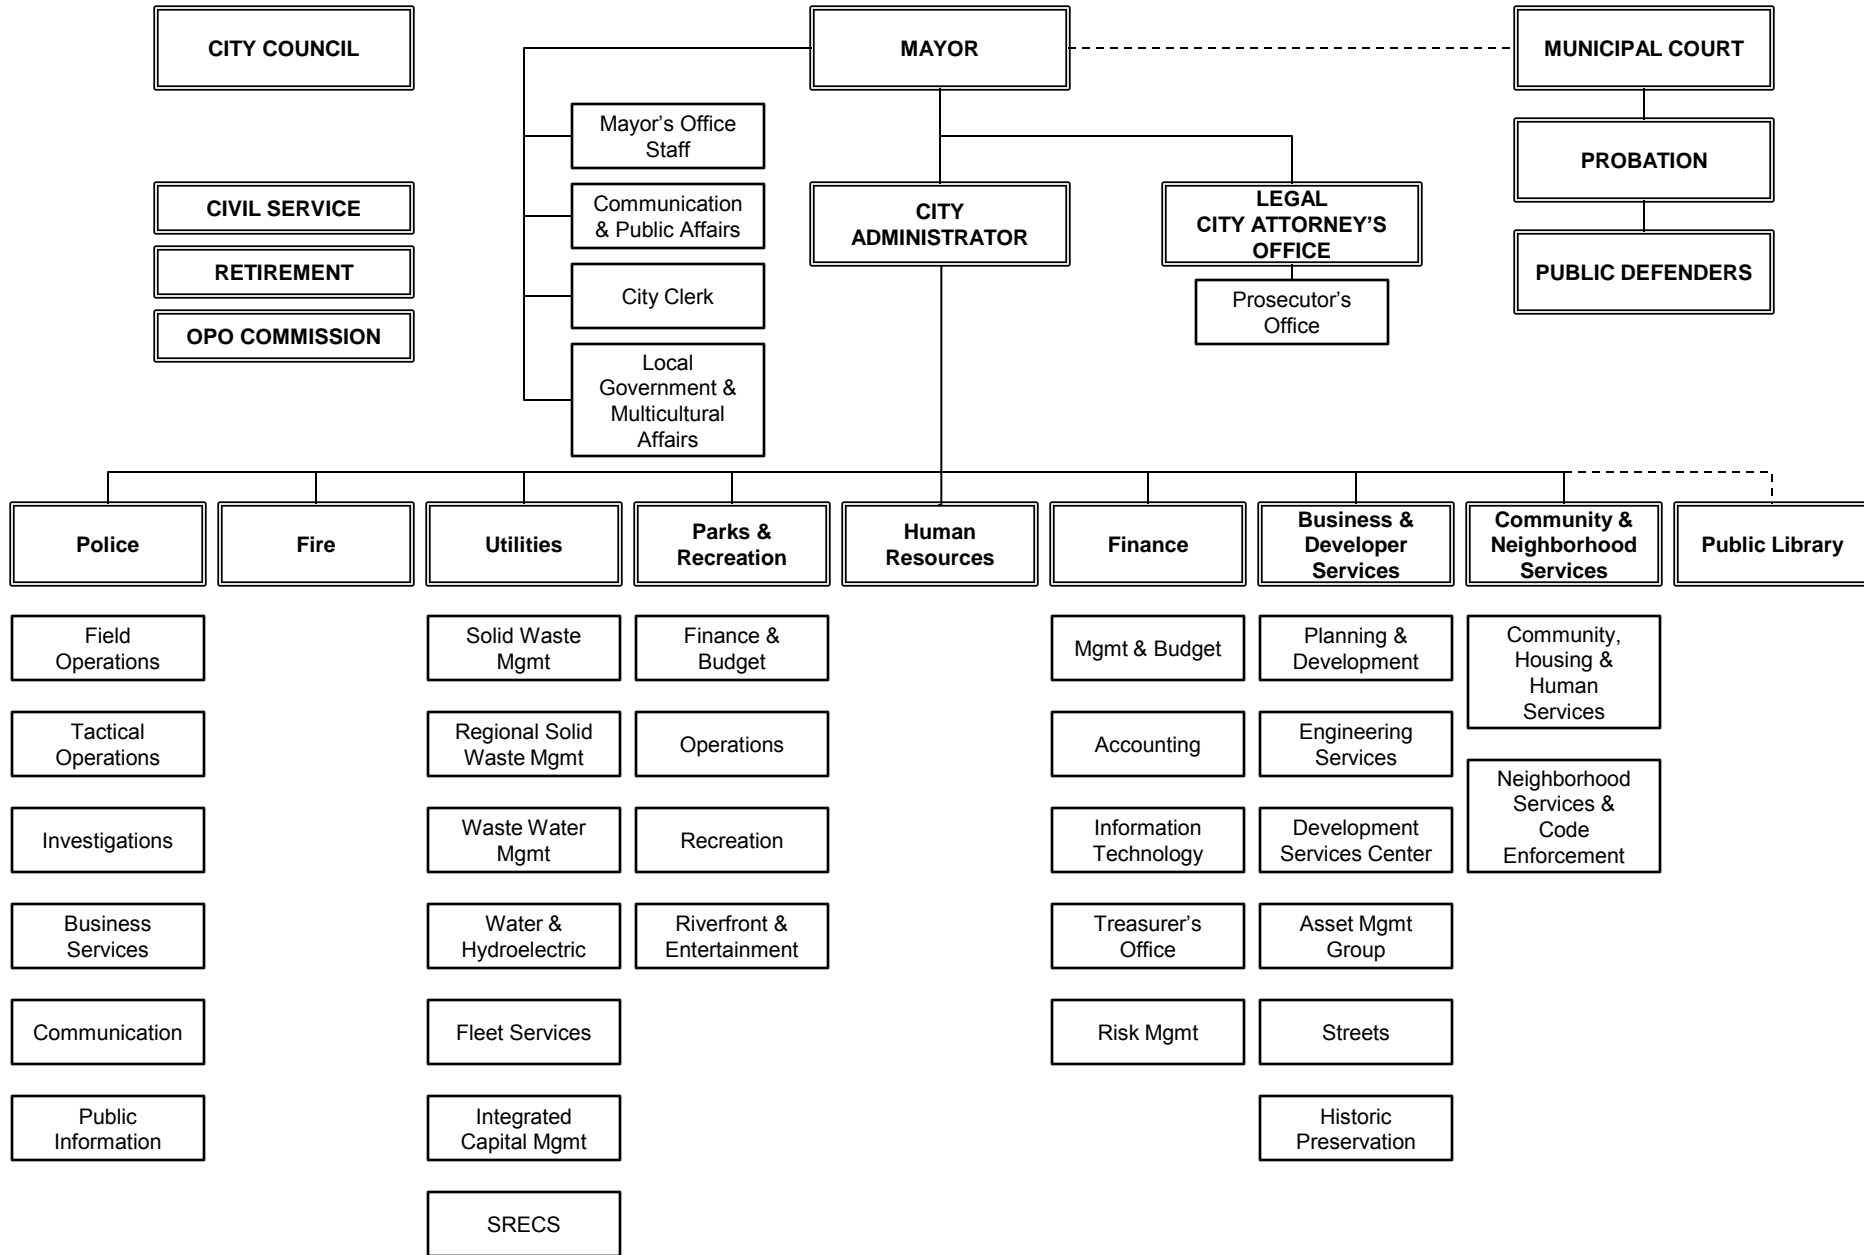 CITY COUNCIL
MAYOR
MUNICIPAL COURT
Mayor’s Office
Staff
PROBATION
CIVIL SERVICE
Communication
& Public Affairs
CITY
ADMINISTRATOR
LEGAL
CITY ATTORNEY’S
OFFICE
RETIREMENT
City Clerk
Prosecutor’s
Office
PUBLIC DEFENDERS
OPO COMMISSION
Local
Government &
Multicultural
Affairs
Police
Fire
Utilities
Parks &
Recreation
Human
Resources
Finance
Business &
Developer
Services
Community &
Neighborhood
Services
Public Library
Field
Operations
Tactical
Operations
Investigations
Business
Services
Communication
Public
Information
Solid Waste
Mgmt
Regional Solid
Waste Mgmt
Waste Water
Mgmt
Water &
Hydroelectric
Fleet Services
Integrated
Capital Mgmt
SRECS
Finance &
Budget
Operations
Recreation
Riverfront &
Entertainment
Mgmt & Budget
Accounting
Information
Technology
Treasurer’s
Office
Risk Mgmt
Planning &
Development
Engineering
Services
Development
Services Center
Asset Mgmt
Group
Streets
Historic
Preservation
Community,
Housing &
Human
Services
Neighborhood
Services &
Code
Enforcement